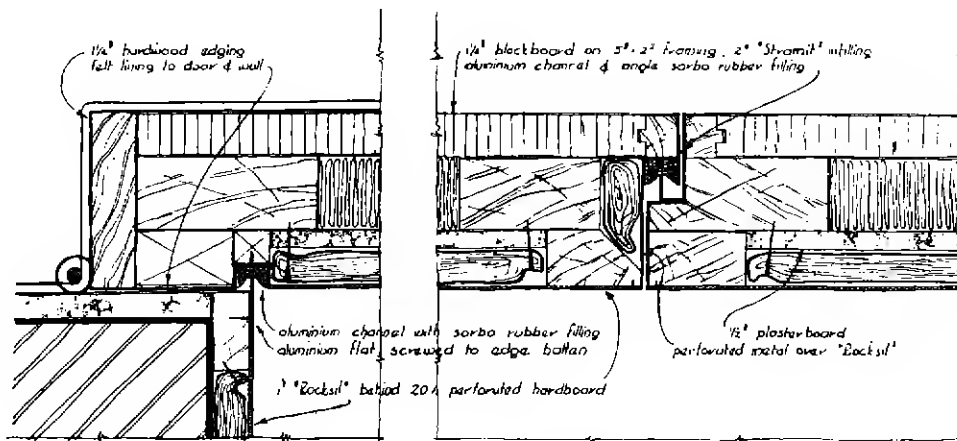 1¼" hardwood edging
felt lining to door & wall
1¼" blockboard on 5" × 2" framing, 2" "Stramit" infilling
aluminium channel & angle sorbo rubber filling
aluminium channel with sorbo rubber filling
aluminium flat screwed to edge batten
1" "Rocksil" behind 20% perforated hardboard
½" plasterboard
perforated metal over "Rocksil"